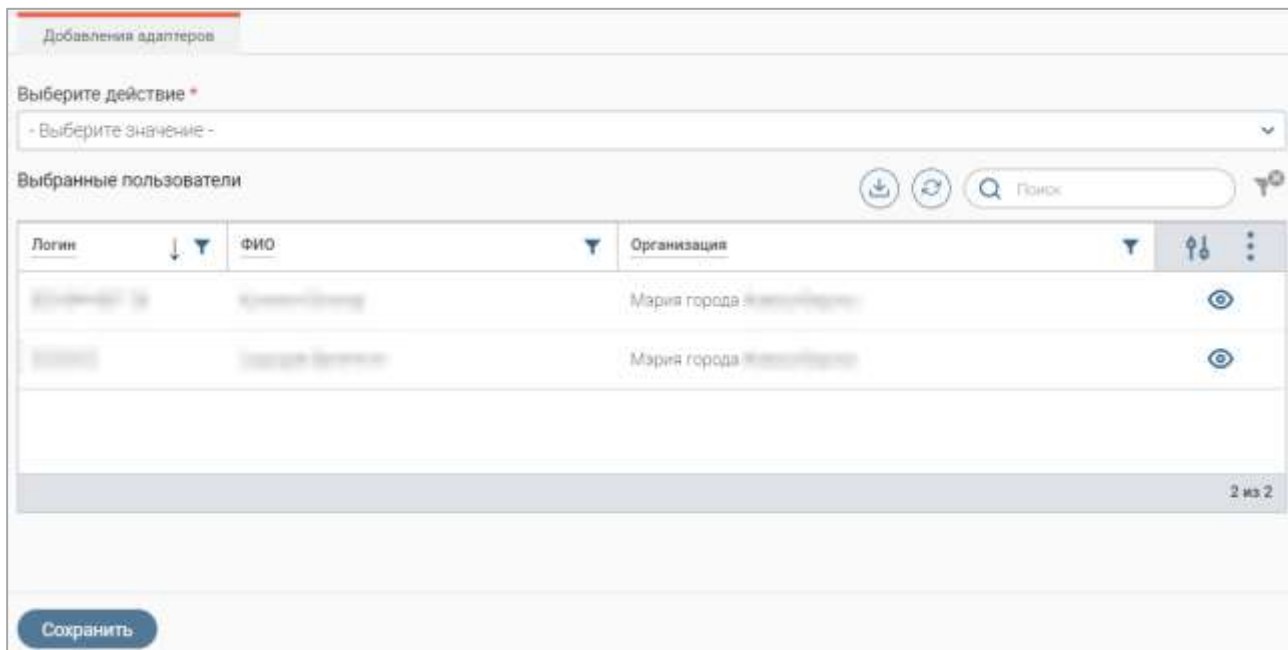 Добавления адаптеров
Выберите действие *
- Выберите значение -
Выбранные пользователи
Поиск
Логин ФИО Организация
Мэрия города
Мэрия города
2 из 2
Сохранить